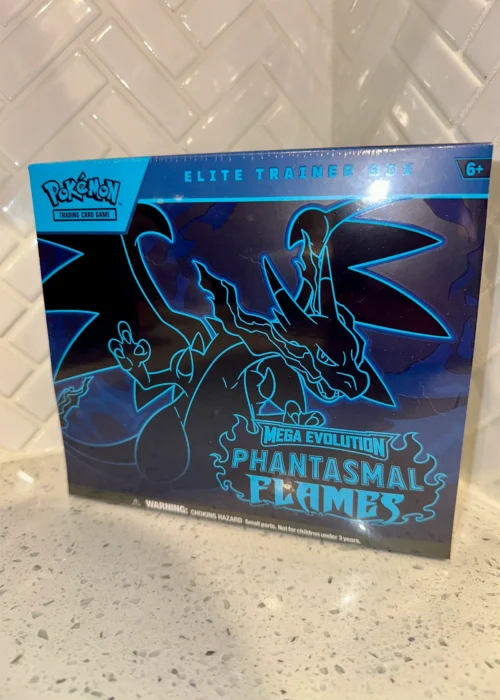 Pokémon
TRADING CARD GAME
ELITE TRAINER BOX
6+
MEGA EVOLUTION
PHANTASMAL
FLAMES
WARNING: CHOKING HAZARD Small parts. Not for children under 3 years.